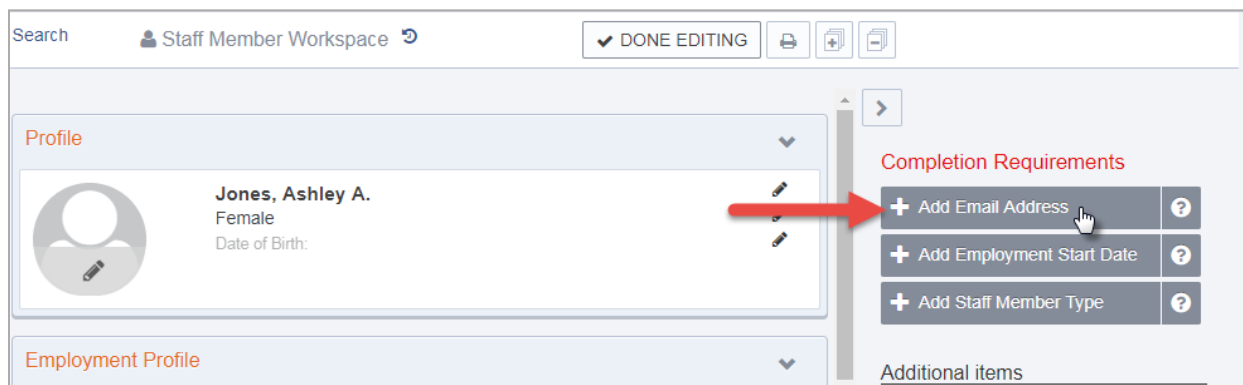 Search
Staff Member Workspace
DONE EDITING
Profile
Jones, Ashley A.
Female
Date of Birth:
Employment Profile
Completion Requirements
Add Email Address
Add Employment Start Date
Add Staff Member Type
Additional items